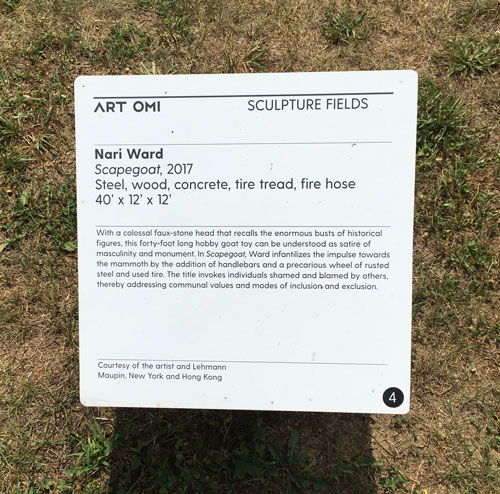 ART OMI SCULPTURE FIELDS
Nari Ward
Scapegoat, 2017
Steel, wood, concrete, tire tread, fire hose
40' x 12' x 12'
With a colossal faux-stone head that recalls the enormous busts of historical
figures, this forty-foot long hobby goat toy can be understood as satire of
masculinity and monument. In Scapegoat, Ward infantilizes the impulse towards
the mammoth by the addition of handlebars and a precarious wheel of rusted
steel and used tire. The title invokes individuals shamed and blamed by others,
thereby addressing communal values and modes of inclusion and exclusion.
Courtesy of the artist and Lehmann
Maupin, New York and Hong Kong
4